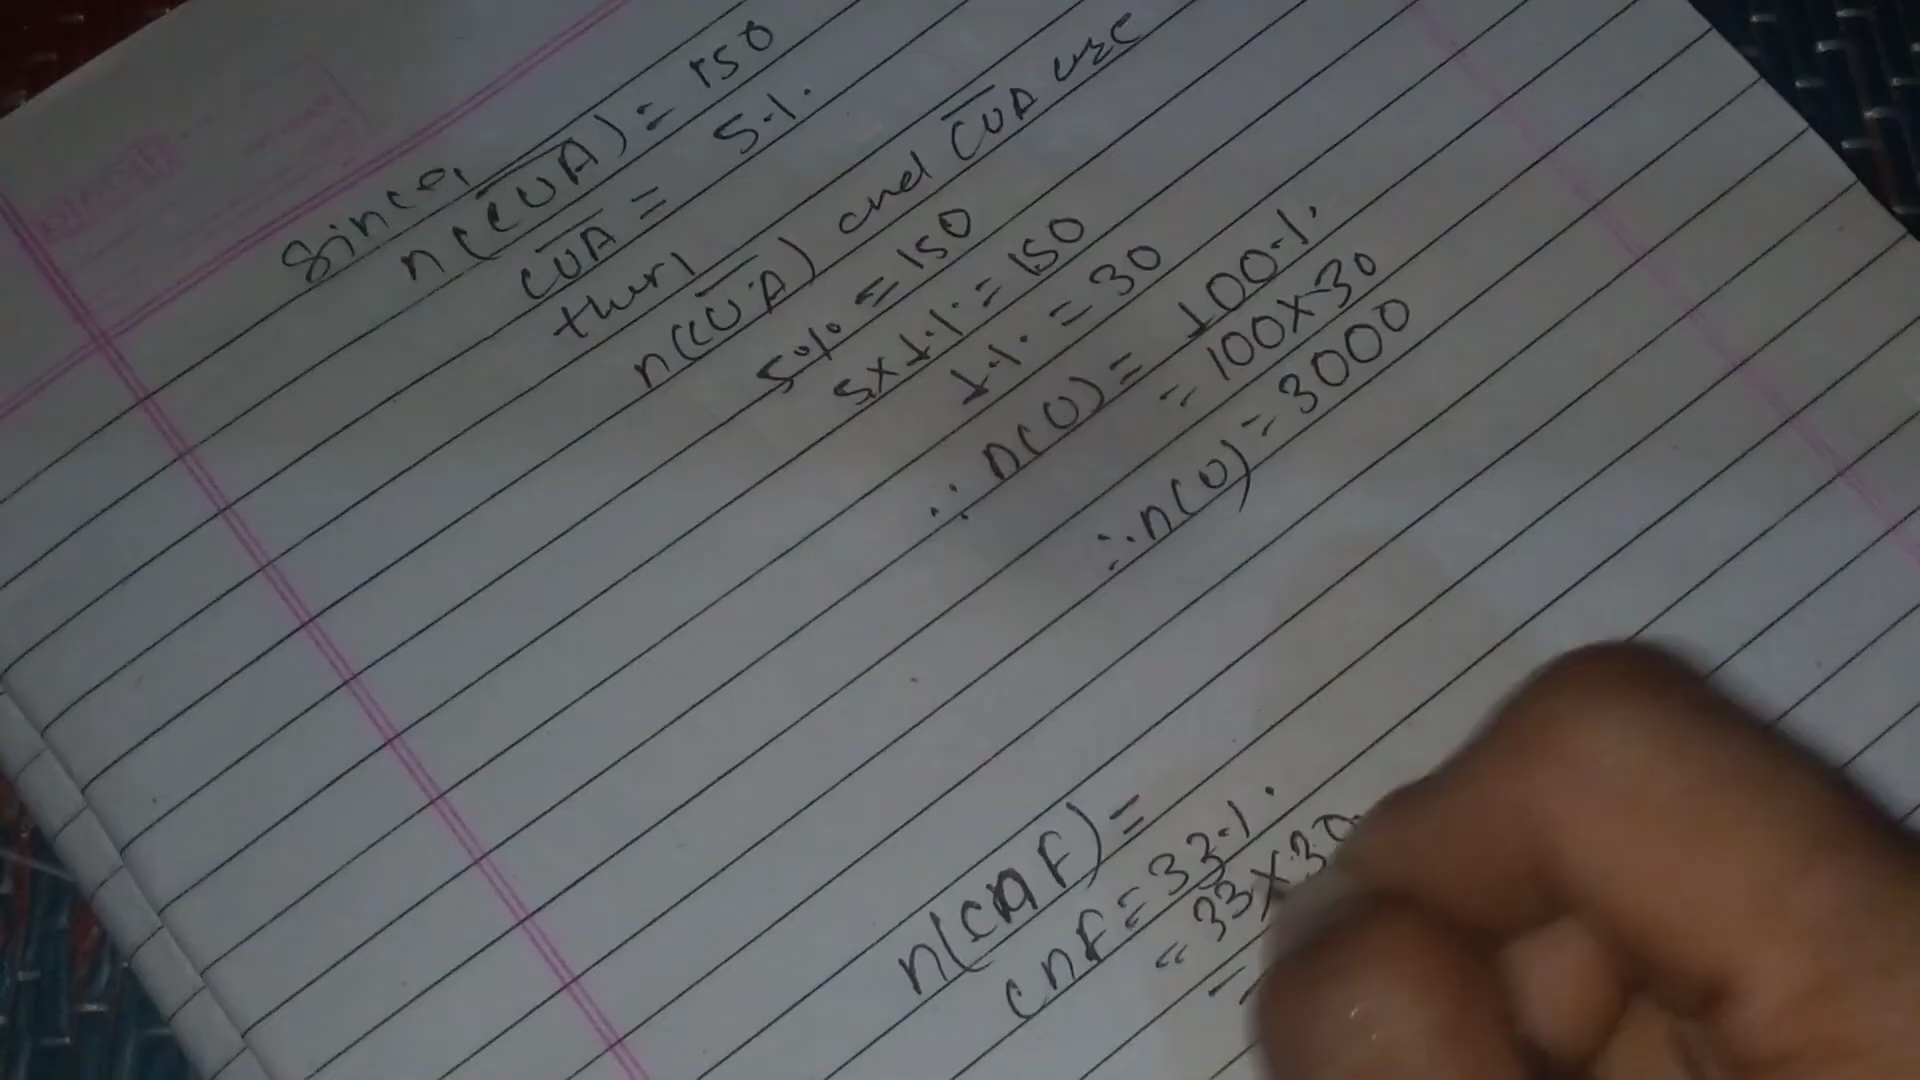 Since,
n(C∪A)‾ = 150
C∪A‾ = 5%
then
n(C∪A)‾ and C∪A‾ use
5% = 150
5×1% = 150
1% = 30
∴ n(U) = 100%
= 100×30
∴ n(U) = 3000
n(C∩F) =
C∩F = 33%
= 33×30
=